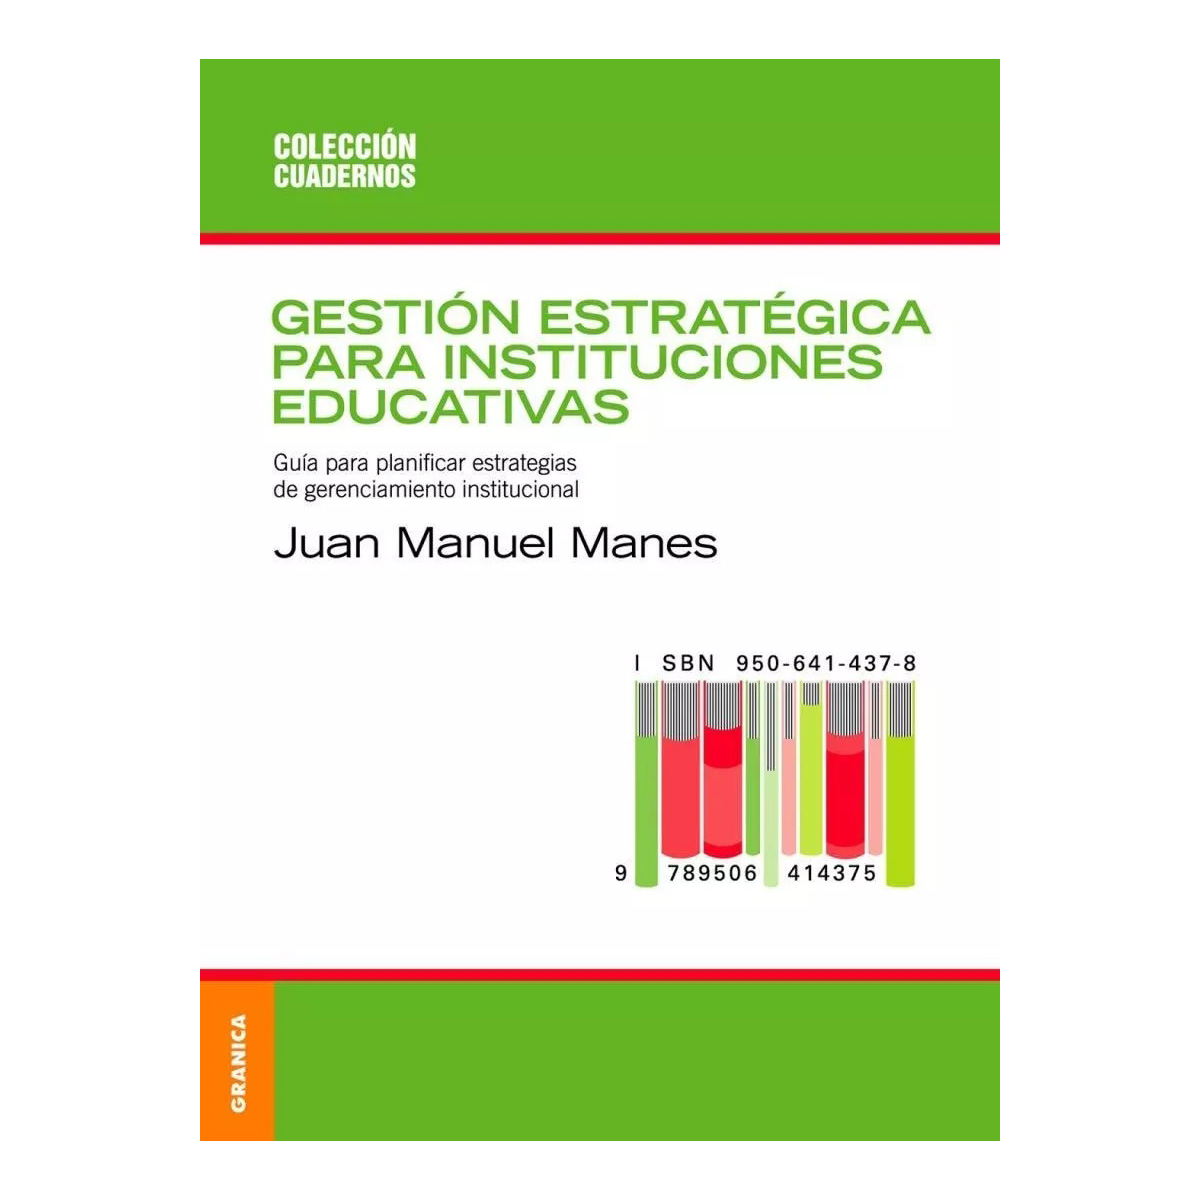 COLECCIÓN
CUADERNOS
GESTIÓN ESTRATÉGICA
PARA INSTITUCIONES
EDUCATIVAS
Guía para planificar estrategias
de gerenciamiento institucional
Juan Manuel Manes
I SBN 950-641-437-8
9 789506 414375
GRANICA